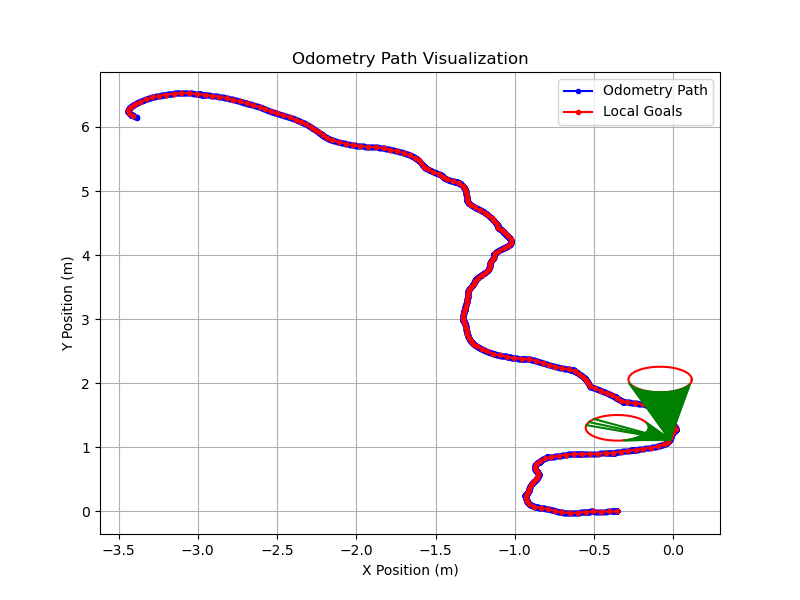 Odometry Path Visualization
Odometry Path
Local Goals
Y Position (m)
6
5
4
3
2
1
0
−3.5 −3.0 −2.5 −2.0 −1.5 −1.0 −0.5 0.0
X Position (m)